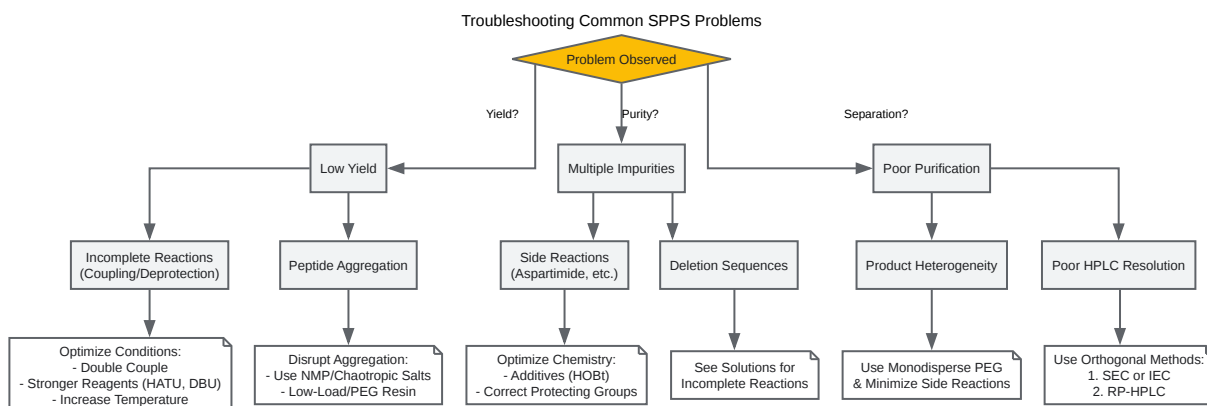 Troubleshooting Common SPPS Problems
Problem Observed
Yield?
Purity?
Separation?
Low Yield
Multiple Impurities
Poor Purification
Incomplete Reactions
(Coupling/Deprotection)
Peptide Aggregation
Side Reactions
(Aspartimide, etc.)
Deletion Sequences
Product Heterogeneity
Poor HPLC Resolution
Optimize Conditions:
- Double Couple
- Stronger Reagents (HATU, DBU)
- Increase Temperature
Disrupt Aggregation:
- Use NMP/Chaotropic Salts
- Low-Load/PEG Resin
Optimize Chemistry:
- Additives (HOBt)
- Correct Protecting Groups
See Solutions for
Incomplete Reactions
Use Monodisperse PEG
& Minimize Side Reactions
Use Orthogonal Methods:
1. SEC or IEC
2. RP-HPLC